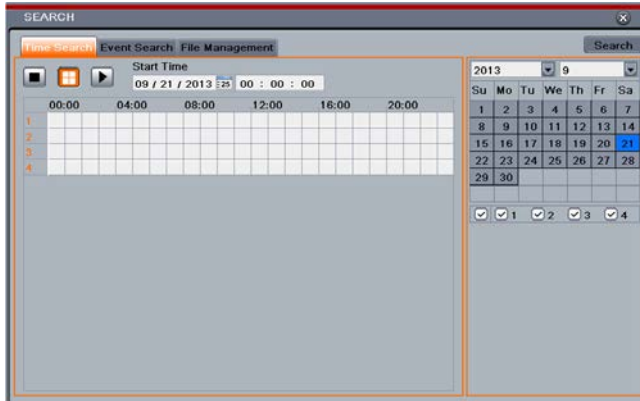 SEARCH
Time Search Event Search File Management Search
Start Time
09 / 21 / 2013 25 00 : 00 : 00
00:00 04:00 08:00 12:00 16:00 20:00
1
2
3
4
2013 9
Su Mo Tu We Th Fr Sa
1 2 3 4 5 6 7
8 9 10 11 12 13 14
15 16 17 18 19 20 21
22 23 24 25 26 27 28
29 30
1 2 3 4